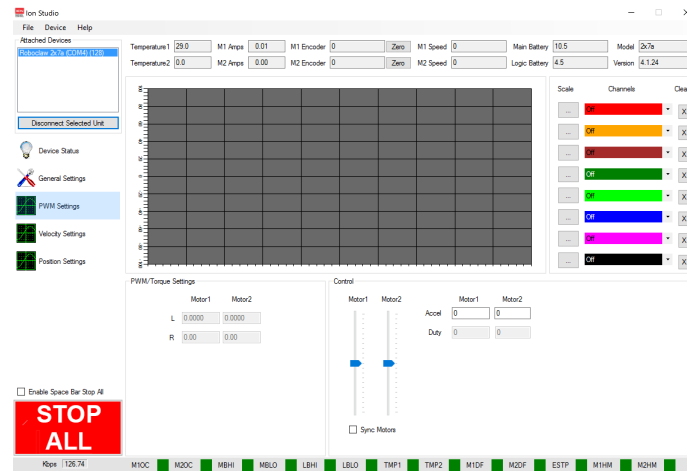 Ion Studio
File Device Help
Attached Devices
Roboclaw 2x7a (COM4) (128)
Disconnect Selected Unit
Device Status
General Settings
PWM Settings
Velocity Settings
Position Settings
Enable Space Bar Stop All
STOP
ALL
Temperature1 29.0 M1 Amps 0.01 M1 Encoder 0 Zero M1 Speed 0 Main Battery 10.5 Model 2x7a
Temperature2 0.0 M2 Amps 0.00 M2 Encoder 0 Zero M2 Speed 0 Logic Battery 4.5 Version 4.1.24
Scale Channels Clea
... Off X
... Off X
... Off X
... Off X
... Off X
... Off X
... Off X
... Off X
PWM/Torque Settings
Motor1 Motor2
L 0.0000 0.0000
R 0.00 0.00
Control
Motor1 Motor2 Motor1 Motor2
Accel 0 0
Duty 0 0
Sync Motors
Kbps 126.74 M1OC M2OC MBHI MBLO LBHI LBLO TMP1 TMP2 M1DF M2DF ESTP M1HM M2HM